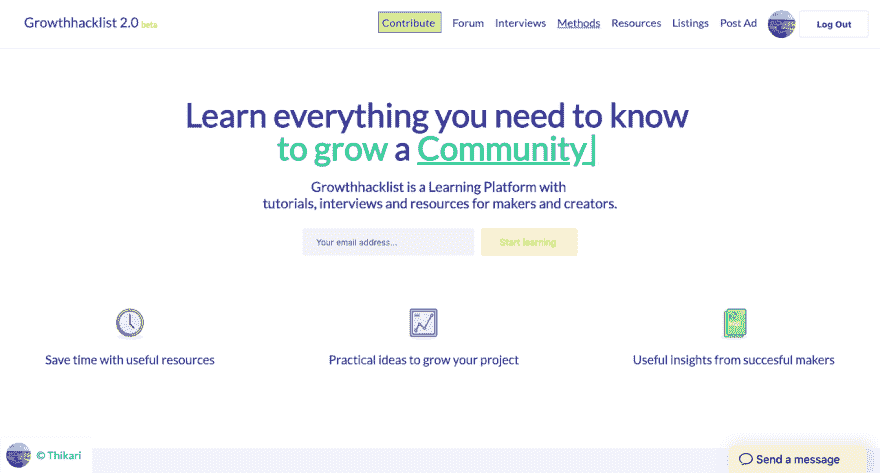 Growthhacklist 2.0 beta
Contribute Forum Interviews Methods Resources Listings Post Ad Log Out
Learn everything you need to know
to grow a Community|
Growthhacklist is a Learning Platform with
tutorials, interviews and resources for makers and creators.
Your email address... Start learning
Save time with useful resources
Practical ideas to grow your project
Useful insights from succesful makers
© Thikari
Send a message